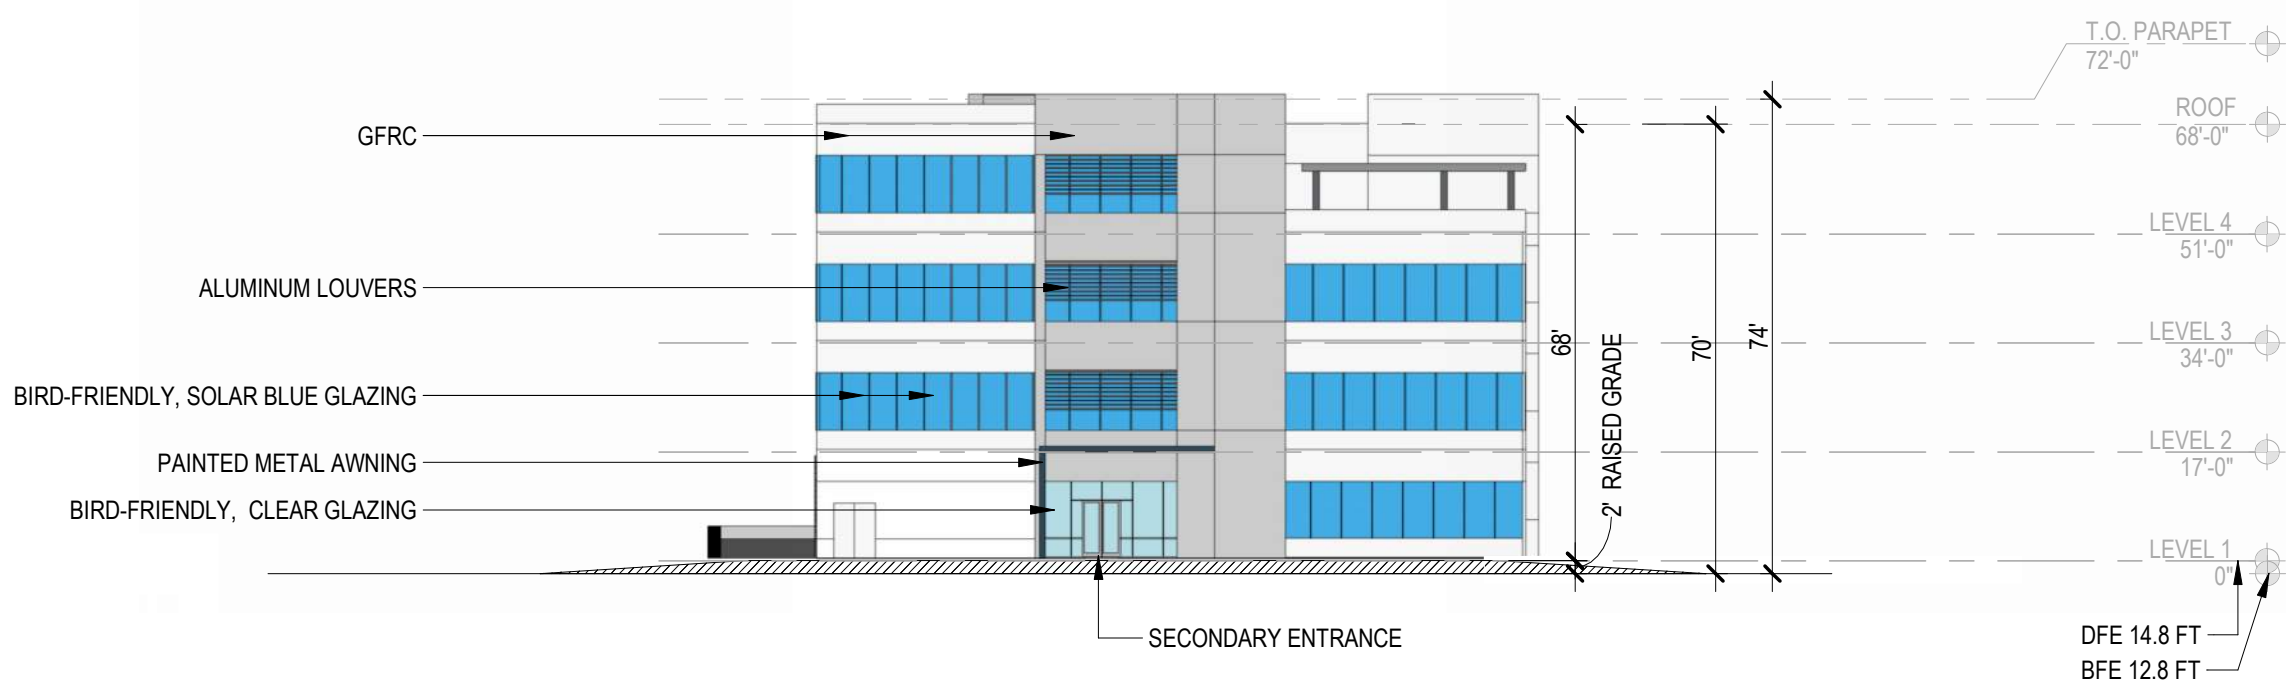 T.O. PARAPET
72'-0"
ROOF
68'-0"
GFRC
LEVEL 4
51'-0"
ALUMINUM LOUVERS
68'
70'
74'
LEVEL 3
34'-0"
BIRD-FRIENDLY, SOLAR BLUE GLAZING
2' RAISED GRADE
PAINTED METAL AWNING
LEVEL 2
17'-0"
BIRD-FRIENDLY, CLEAR GLAZING
LEVEL 1
0"
SECONDARY ENTRANCE
DFE 14.8 FT
BFE 12.8 FT